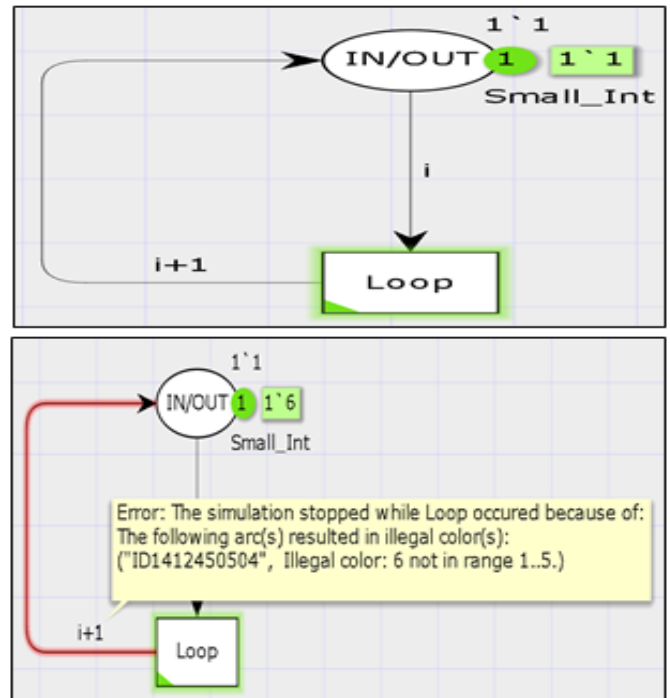 1`1
IN/OUT 1 1`1
Small_Int
i
i+1
Loop
1`1
IN/OUT 1 1`6
Small_Int
Error: The simulation stopped while Loop occured because of:
The following arc(s) resulted in illegal color(s):
("ID1412450504", Illegal color: 6 not in range 1..5.)
i+1
Loop